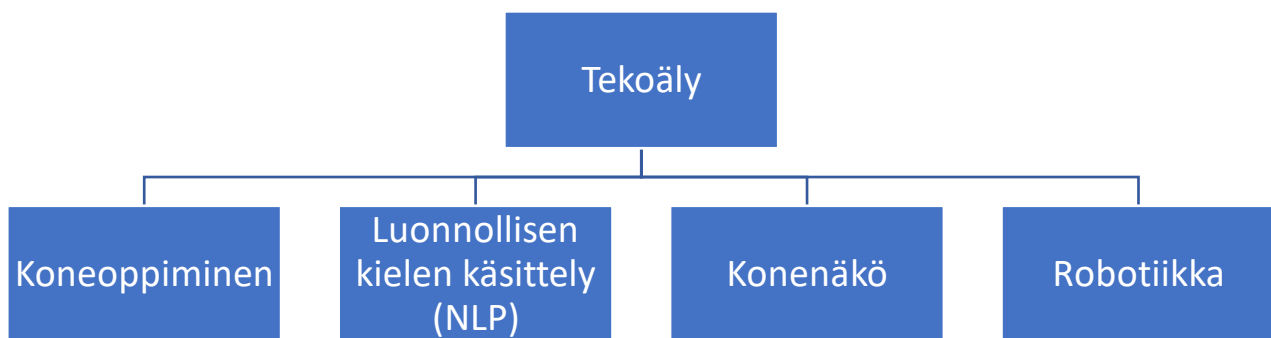 Tekoäly
Koneoppiminen
Luonnollisen
kielen käsittely
(NLP)
Konenäkö
Robotiikka